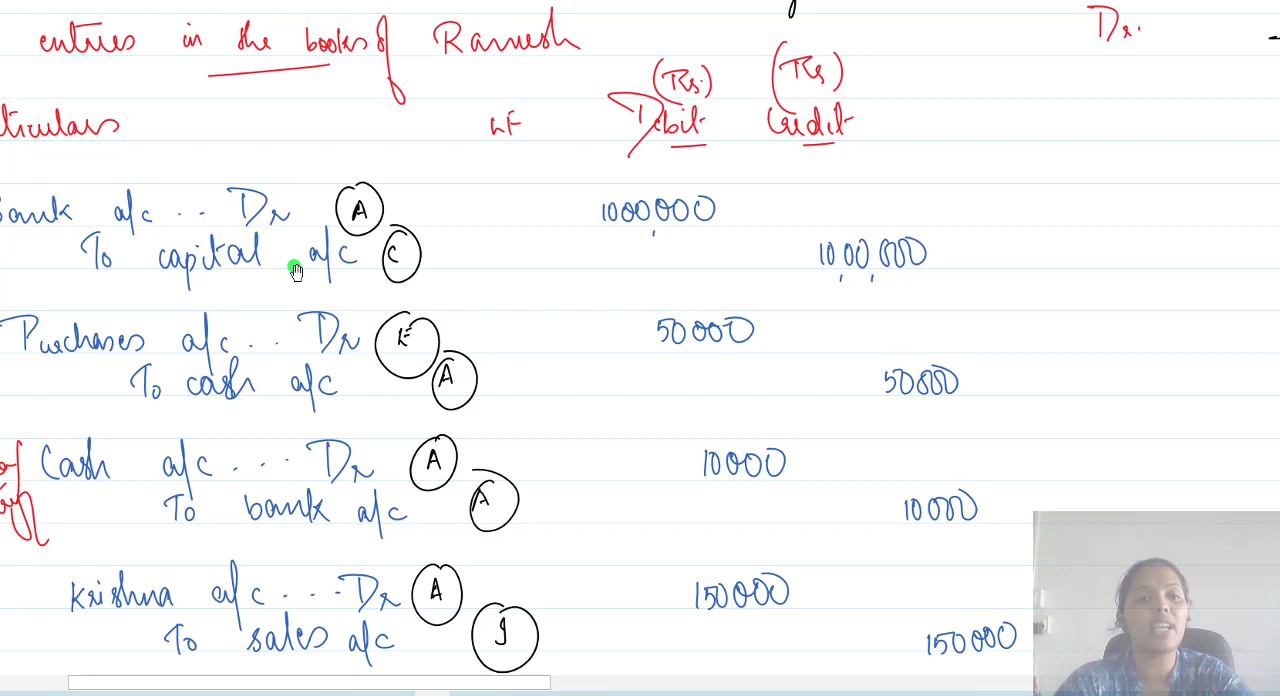 Dr.
entries in the books of Ramesh
(Rs.) (Rs)
ticulars LF Debit Credit
Bank a/c ... Dr A 1000000
To capital a/c C 1000000
Purchases a/c ... Dr E 50000
To cash a/c A 50000
Cash a/c .... Dr A 10000
of
To bank a/c A 10000
Krishna a/c .... Dr A 150000
To sales a/c I 150000